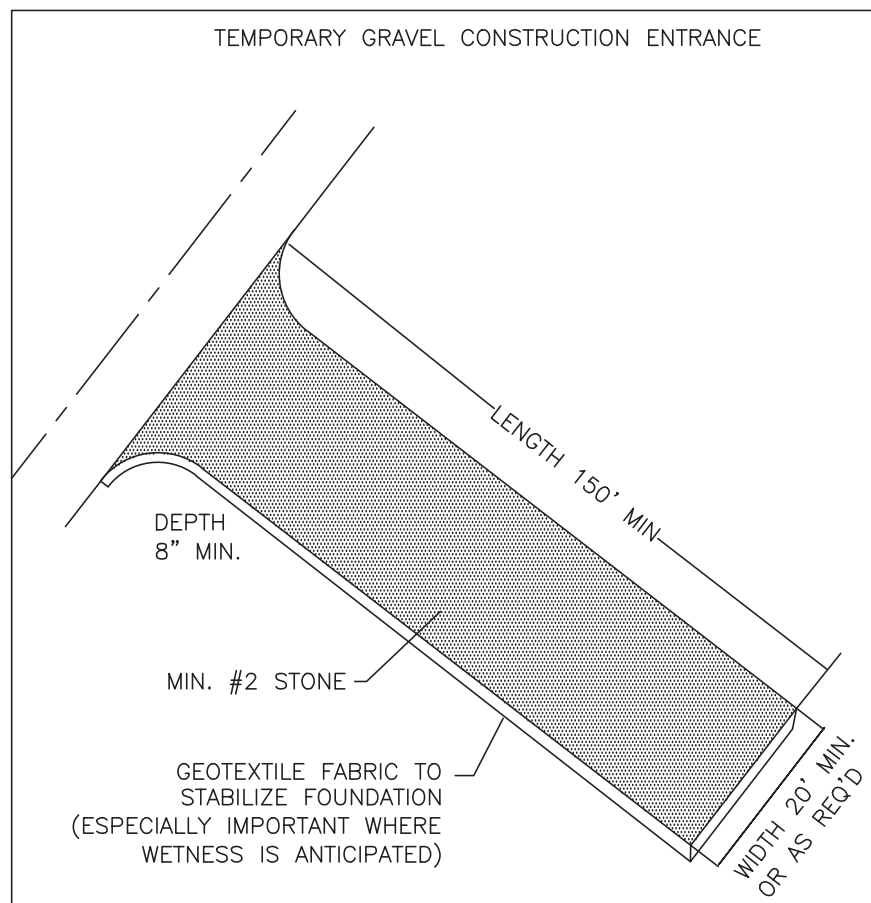 TEMPORARY GRAVEL CONSTRUCTION ENTRANCE
LENGTH 150' MIN
DEPTH
8" MIN.
MIN. #2 STONE
GEOTEXTILE FABRIC TO
STABILIZE FOUNDATION
(ESPECIALLY IMPORTANT WHERE
WETNESS IS ANTICIPATED)
WIDTH 20' MIN.
OR AS REQ'D